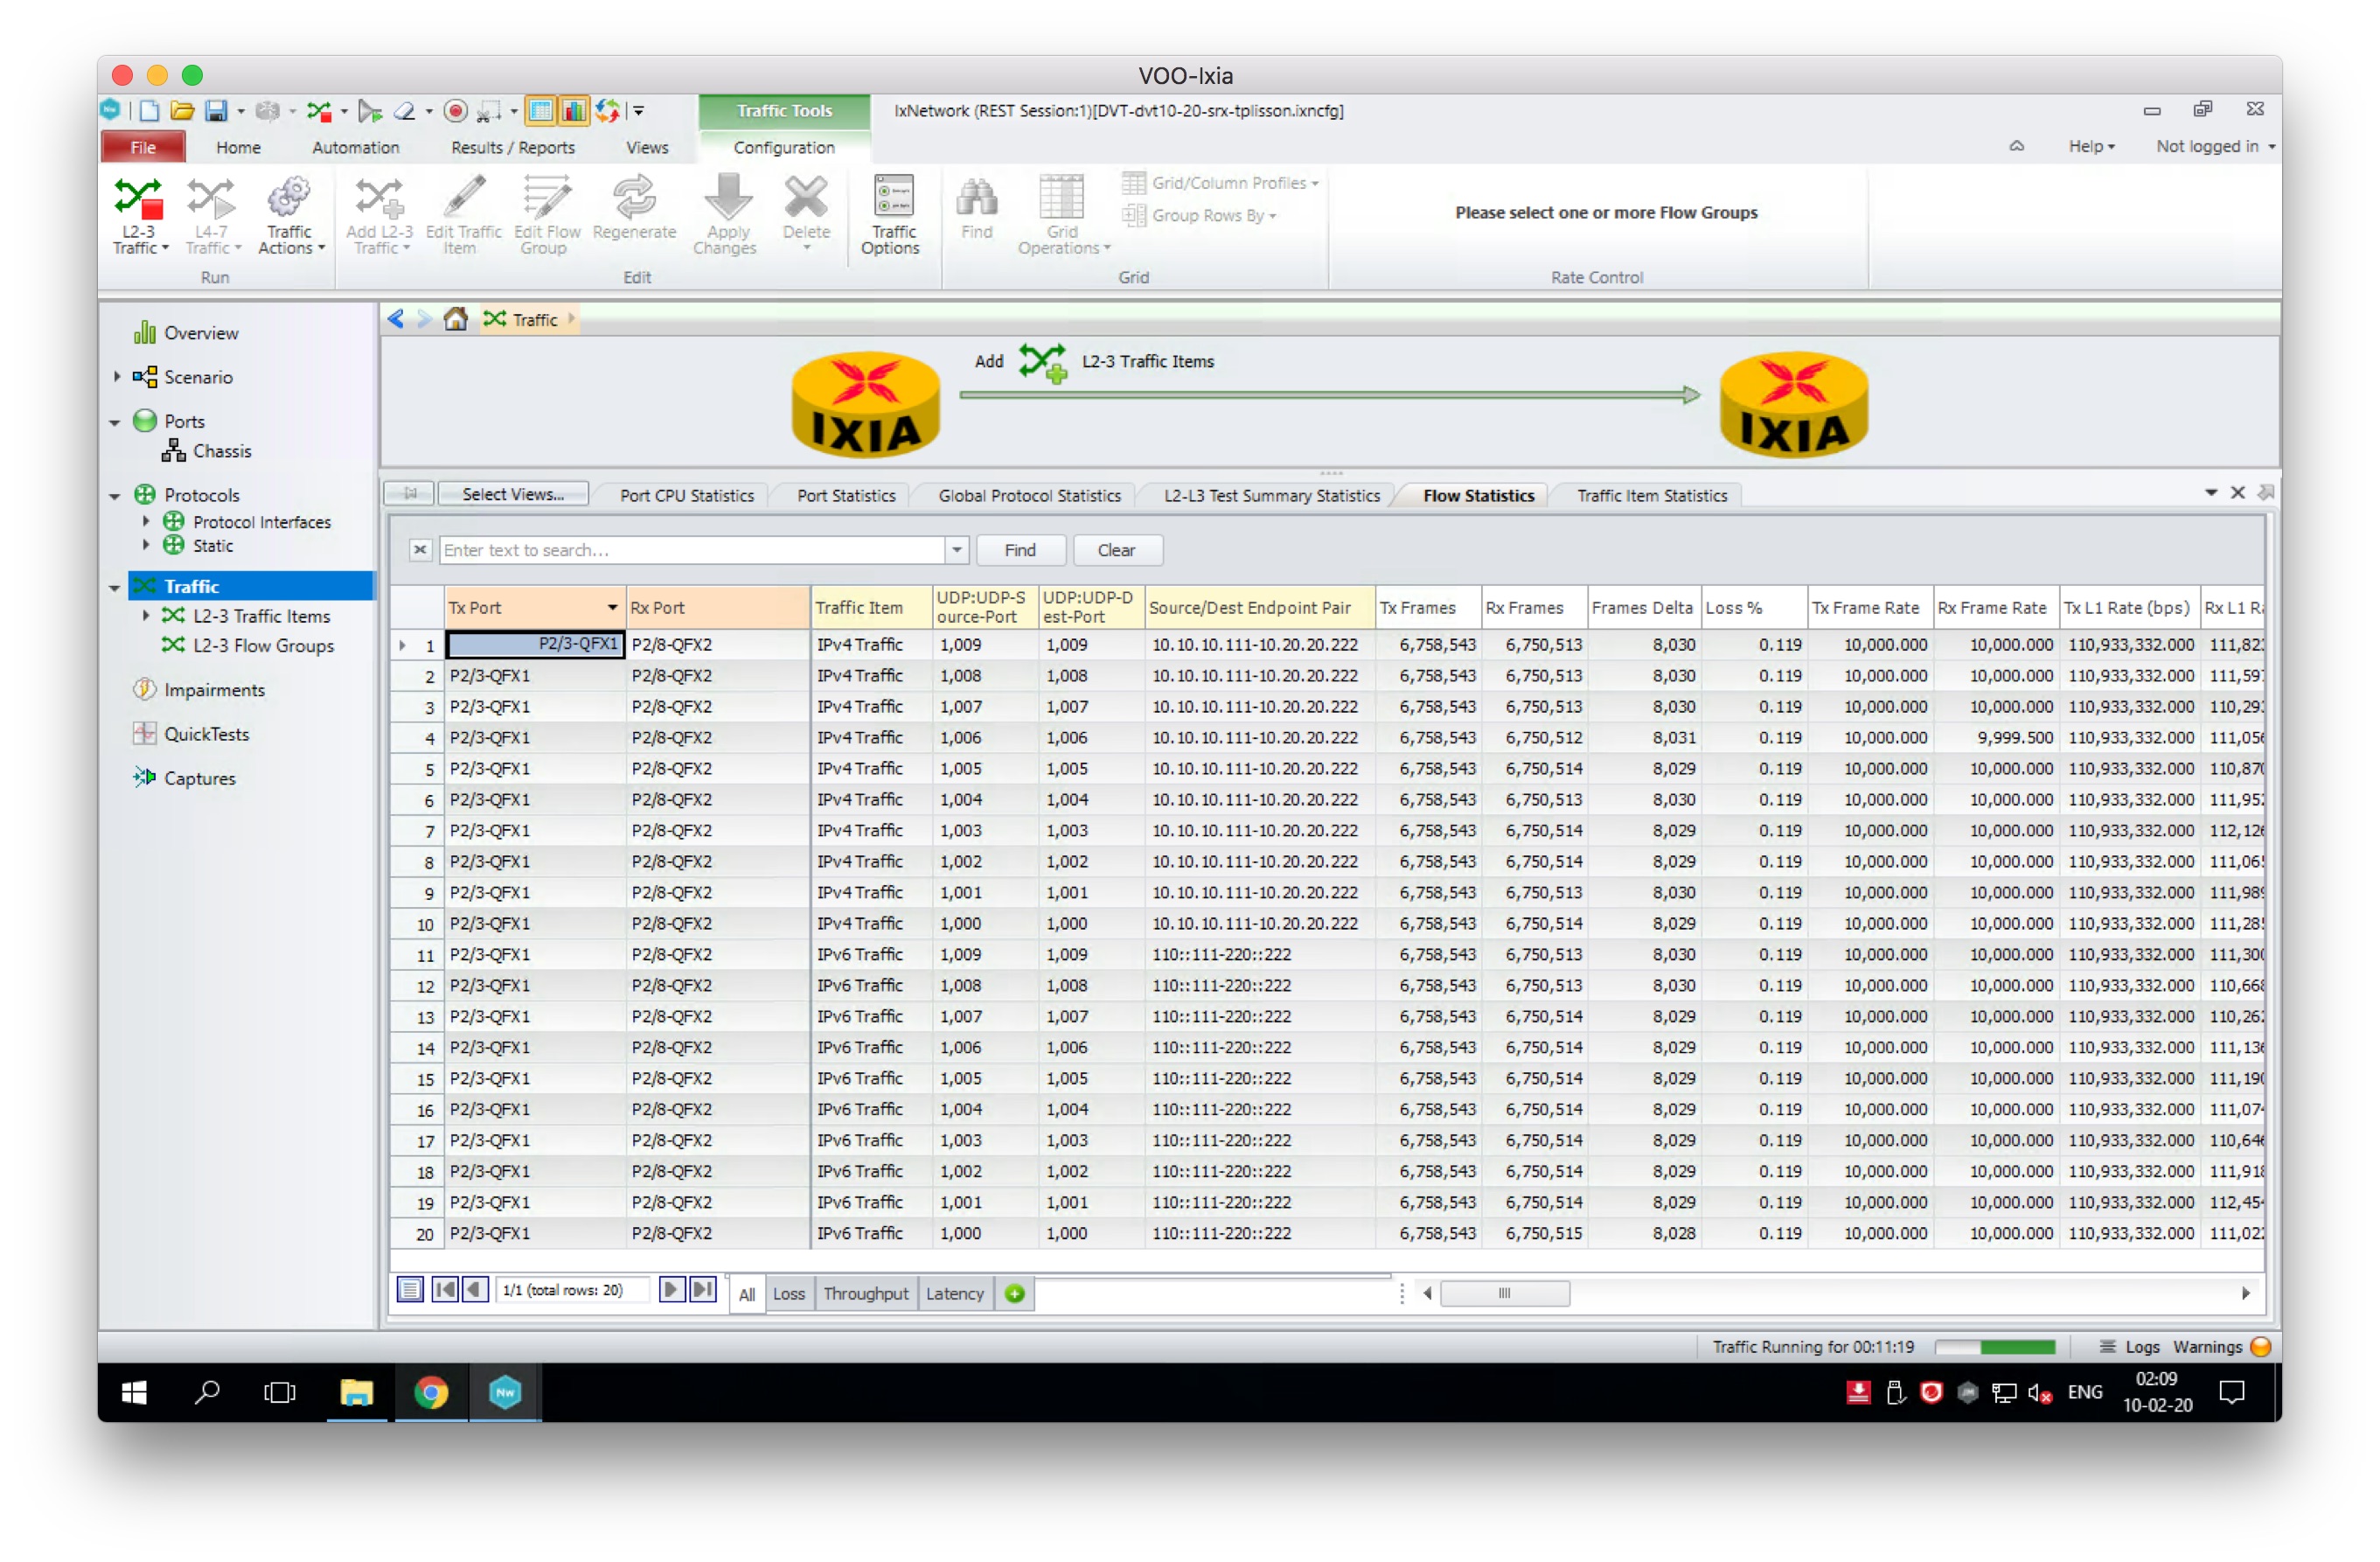 VOO-Ixia
Traffic Tools
IxNetwork (REST Session:1)[DVT-dvt10-20-srx-tplisson.ixncfg]
File Home Automation Results / Reports Views Configuration Help Not logged in
L2-3 Traffic
L4-7 Traffic
Traffic Actions
Add L2-3 Traffic
Edit Traffic Item
Edit Flow Group
Regenerate
Apply Changes
Delete
Traffic Options
Find
Grid Operations
Grid/Column Profiles
Group Rows By
Please select one or more Flow Groups
Run Edit Grid Rate Control
Overview
Scenario
Ports
Chassis
Protocols
Protocol Interfaces
Static
Traffic
L2-3 Traffic Items
L2-3 Flow Groups
Impairments
QuickTests
Captures
Traffic
IXIA Add L2-3 Traffic Items IXIA
Select Views... Port CPU Statistics Port Statistics Global Protocol Statistics L2-L3 Test Summary Statistics Flow Statistics Traffic Item Statistics
Enter text to search... Find Clear
Tx Port Rx Port Traffic Item UDP:UDP-Source-Port UDP:UDP-Dest-Port Source/Dest Endpoint Pair Tx Frames Rx Frames Frames Delta Loss % Tx Frame Rate Rx Frame Rate Tx L1 Rate (bps) Rx L1 Ra
1 P2/3-QFX1 P2/8-QFX2 IPv4 Traffic 1,009 1,009 10.10.10.111-10.20.20.222 6,758,543 6,750,513 8,030 0.119 10,000.000 10,000.000 110,933,332.000 111,823
2 P2/3-QFX1 P2/8-QFX2 IPv4 Traffic 1,008 1,008 10.10.10.111-10.20.20.222 6,758,543 6,750,513 8,030 0.119 10,000.000 10,000.000 110,933,332.000 111,597
3 P2/3-QFX1 P2/8-QFX2 IPv4 Traffic 1,007 1,007 10.10.10.111-10.20.20.222 6,758,543 6,750,513 8,030 0.119 10,000.000 10,000.000 110,933,332.000 110,293
4 P2/3-QFX1 P2/8-QFX2 IPv4 Traffic 1,006 1,006 10.10.10.111-10.20.20.222 6,758,543 6,750,512 8,031 0.119 10,000.000 9,999.500 110,933,332.000 111,056
5 P2/3-QFX1 P2/8-QFX2 IPv4 Traffic 1,005 1,005 10.10.10.111-10.20.20.222 6,758,543 6,750,514 8,029 0.119 10,000.000 10,000.000 110,933,332.000 110,870
6 P2/3-QFX1 P2/8-QFX2 IPv4 Traffic 1,004 1,004 10.10.10.111-10.20.20.222 6,758,543 6,750,513 8,030 0.119 10,000.000 10,000.000 110,933,332.000 111,952
7 P2/3-QFX1 P2/8-QFX2 IPv4 Traffic 1,003 1,003 10.10.10.111-10.20.20.222 6,758,543 6,750,514 8,029 0.119 10,000.000 10,000.000 110,933,332.000 112,126
8 P2/3-QFX1 P2/8-QFX2 IPv4 Traffic 1,002 1,002 10.10.10.111-10.20.20.222 6,758,543 6,750,514 8,029 0.119 10,000.000 10,000.000 110,933,332.000 111,065
9 P2/3-QFX1 P2/8-QFX2 IPv4 Traffic 1,001 1,001 10.10.10.111-10.20.20.222 6,758,543 6,750,513 8,030 0.119 10,000.000 10,000.000 110,933,332.000 111,989
10 P2/3-QFX1 P2/8-QFX2 IPv4 Traffic 1,000 1,000 10.10.10.111-10.20.20.222 6,758,543 6,750,514 8,029 0.119 10,000.000 10,000.000 110,933,332.000 111,285
11 P2/3-QFX1 P2/8-QFX2 IPv6 Traffic 1,009 1,009 110::111-220::222 6,758,543 6,750,513 8,030 0.119 10,000.000 10,000.000 110,933,332.000 111,300
12 P2/3-QFX1 P2/8-QFX2 IPv6 Traffic 1,008 1,008 110::111-220::222 6,758,543 6,750,513 8,030 0.119 10,000.000 10,000.000 110,933,332.000 110,668
13 P2/3-QFX1 P2/8-QFX2 IPv6 Traffic 1,007 1,007 110::111-220::222 6,758,543 6,750,514 8,029 0.119 10,000.000 10,000.000 110,933,332.000 110,262
14 P2/3-QFX1 P2/8-QFX2 IPv6 Traffic 1,006 1,006 110::111-220::222 6,758,543 6,750,514 8,029 0.119 10,000.000 10,000.000 110,933,332.000 111,136
15 P2/3-QFX1 P2/8-QFX2 IPv6 Traffic 1,005 1,005 110::111-220::222 6,758,543 6,750,514 8,029 0.119 10,000.000 10,000.000 110,933,332.000 111,190
16 P2/3-QFX1 P2/8-QFX2 IPv6 Traffic 1,004 1,004 110::111-220::222 6,758,543 6,750,514 8,029 0.119 10,000.000 10,000.000 110,933,332.000 111,074
17 P2/3-QFX1 P2/8-QFX2 IPv6 Traffic 1,003 1,003 110::111-220::222 6,758,543 6,750,514 8,029 0.119 10,000.000 10,000.000 110,933,332.000 110,646
18 P2/3-QFX1 P2/8-QFX2 IPv6 Traffic 1,002 1,002 110::111-220::222 6,758,543 6,750,514 8,029 0.119 10,000.000 10,000.000 110,933,332.000 111,918
19 P2/3-QFX1 P2/8-QFX2 IPv6 Traffic 1,001 1,001 110::111-220::222 6,758,543 6,750,514 8,029 0.119 10,000.000 10,000.000 110,933,332.000 112,454
20 P2/3-QFX1 P2/8-QFX2 IPv6 Traffic 1,000 1,000 110::111-220::222 6,758,543 6,750,515 8,028 0.119 10,000.000 10,000.000 110,933,332.000 111,022
1/1 (total rows: 20) All Loss Throughput Latency
Traffic Running for 00:11:19 Logs Warnings
Nw ENG 02:09
10-02-20